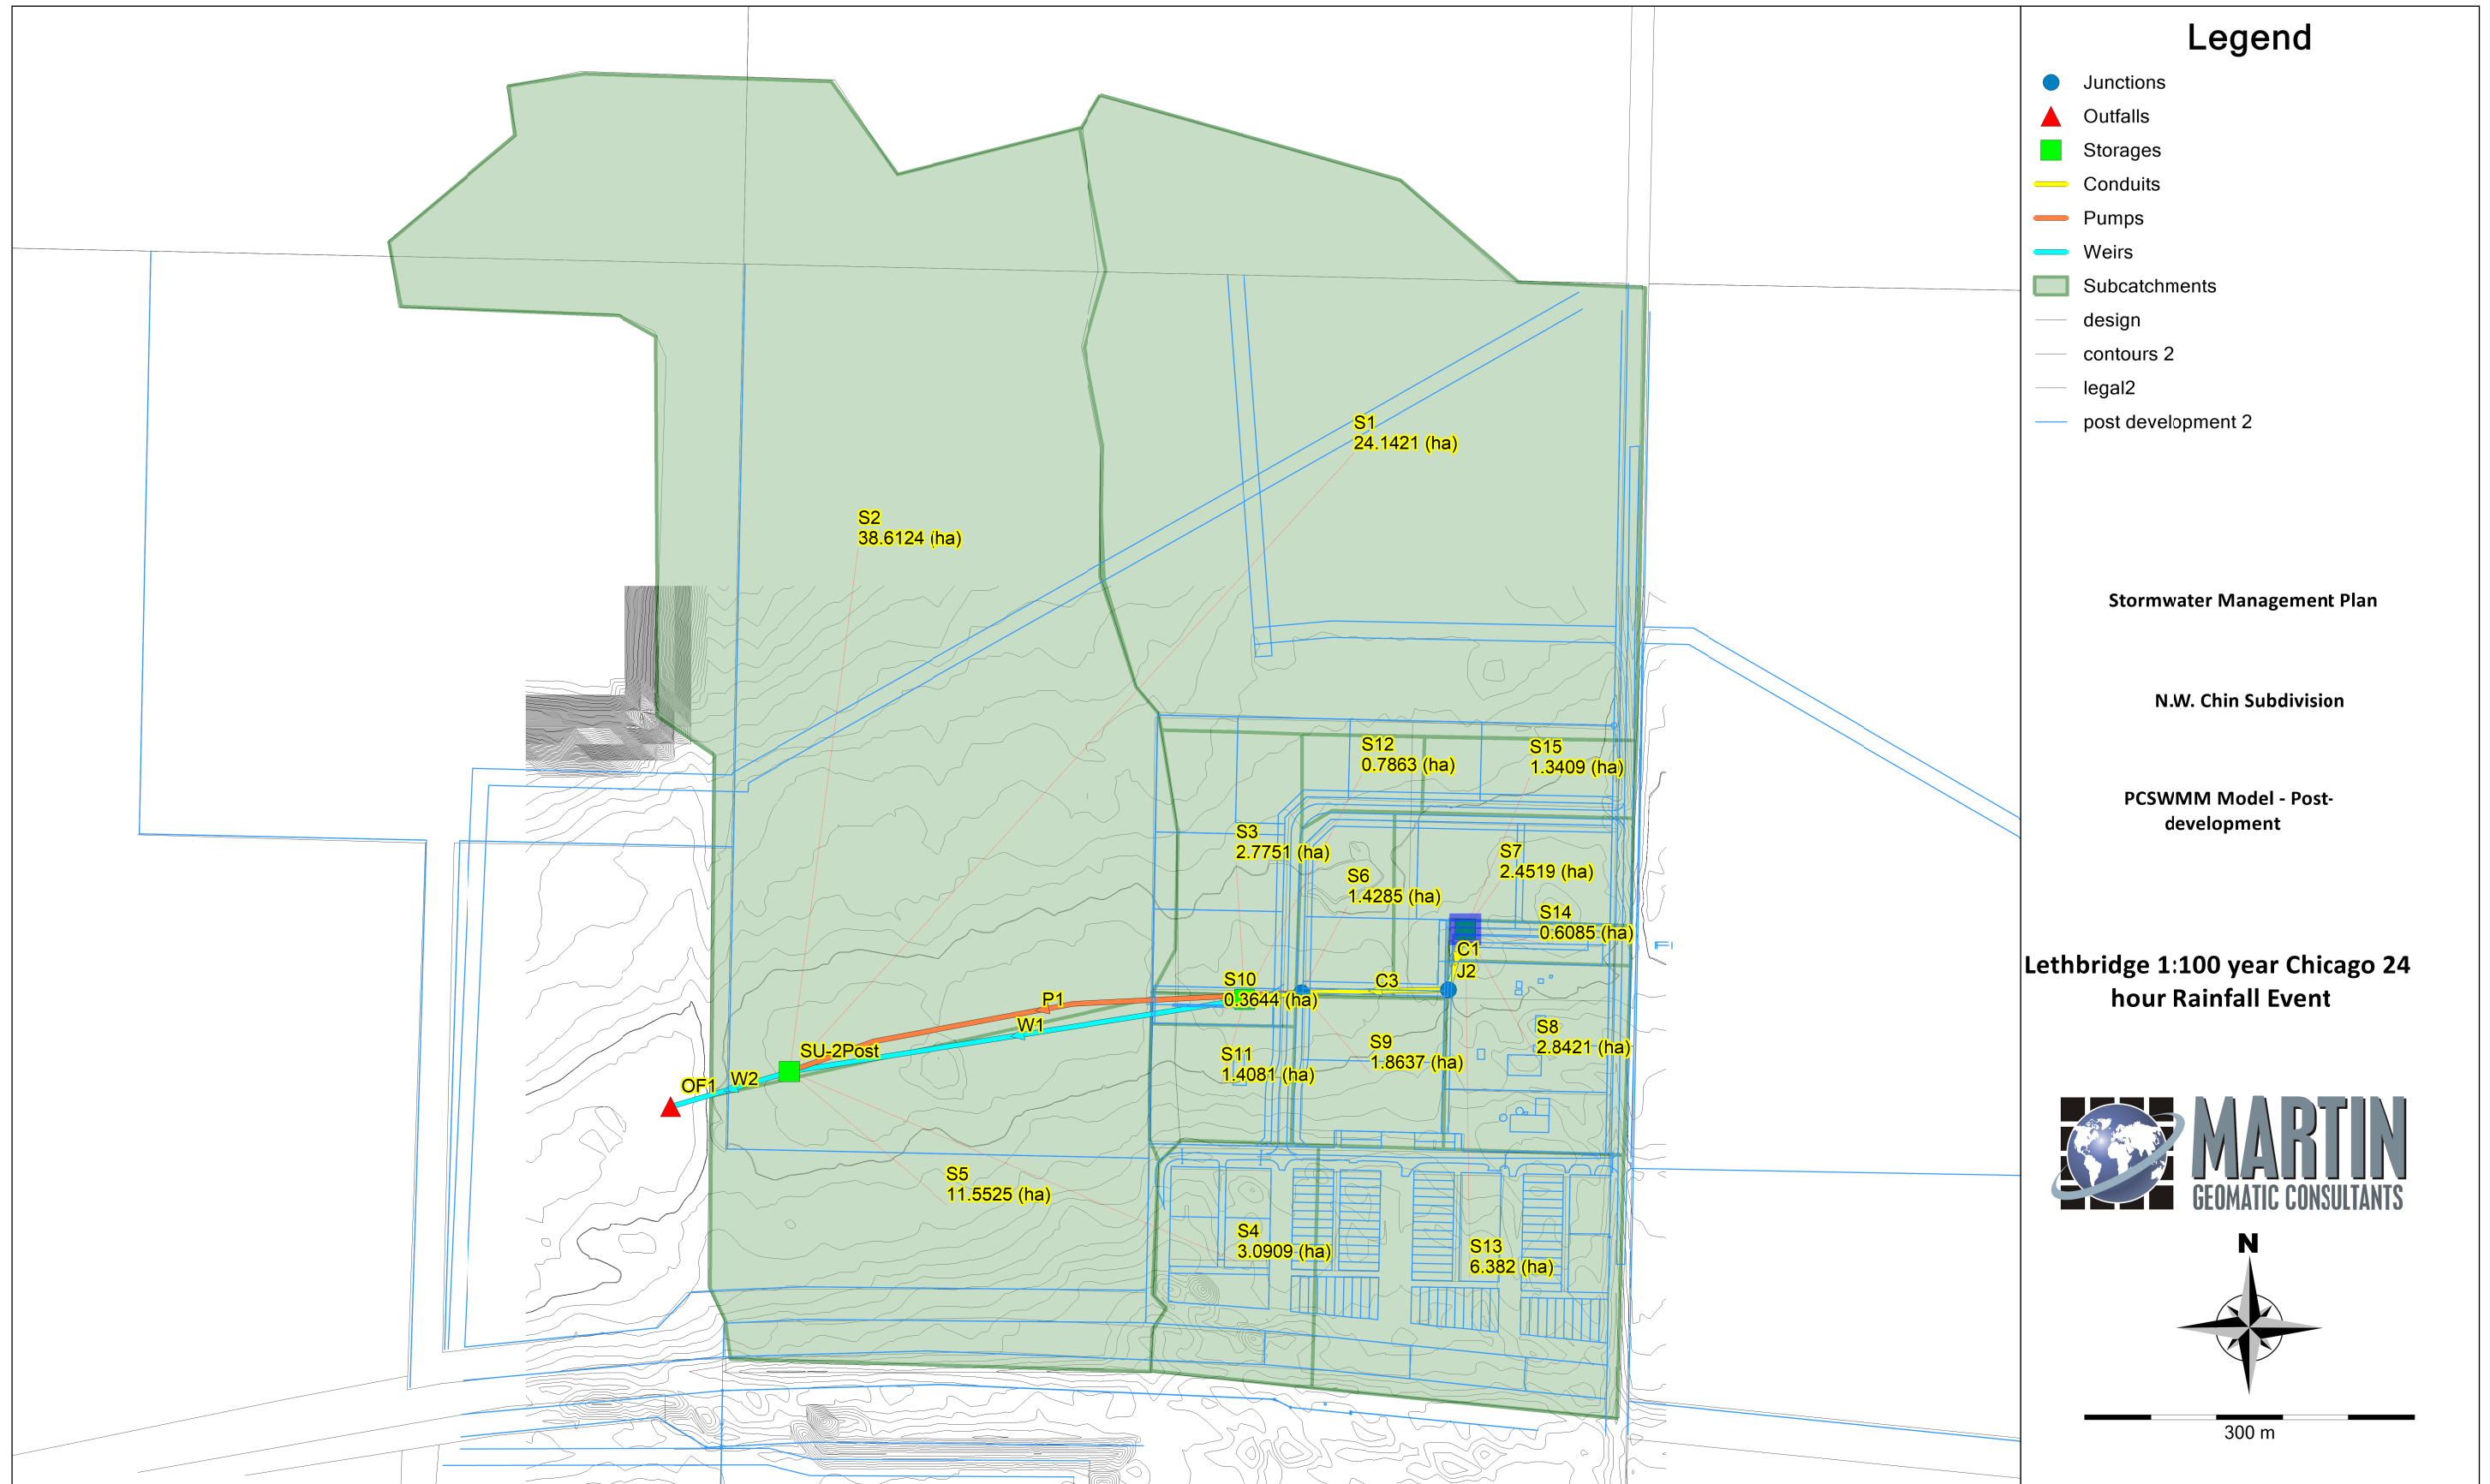 S1
24.1421 (ha)
S2
38.6124 (ha)
S12
0.7863 (ha)
S15
1.3409 (ha)
S3
2.7751 (ha)
S7
2.4519 (ha)
S6
1.4285 (ha)
S14
0.6085 (ha)
C1
J2
C3
S10
0.3644 (ha)
P1
W1
S8
2.8421 (ha)
S9
1.8637 (ha)
SU-2Post
S11
1.4081 (ha)
W2
OF1
S5
11.5525 (ha)
S4
3.0909 (ha)
S13
6.382 (ha)
Legend
Junctions
Outfalls
Storages
Conduits
Pumps
Weirs
Subcatchments
design
contours 2
legal2
post development 2
Stormwater Management Plan
N.W. Chin Subdivision
PCSWMM Model - Post-
development
Lethbridge 1:100 year Chicago 24
hour Rainfall Event
MARTIN
GEOMATIC CONSULTANTS
N
300 m